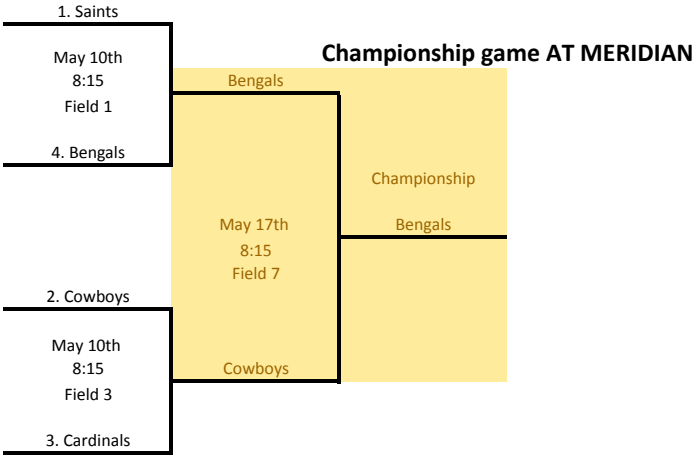 1. Saints
May 10th
8:15
Field 1
4. Bengals
Championship game AT MERIDIAN
Bengals
Championship
May 17th
8:15
Field 7
Bengals
2. Cowboys
May 10th
8:15
Field 3
Cowboys
3. Cardinals